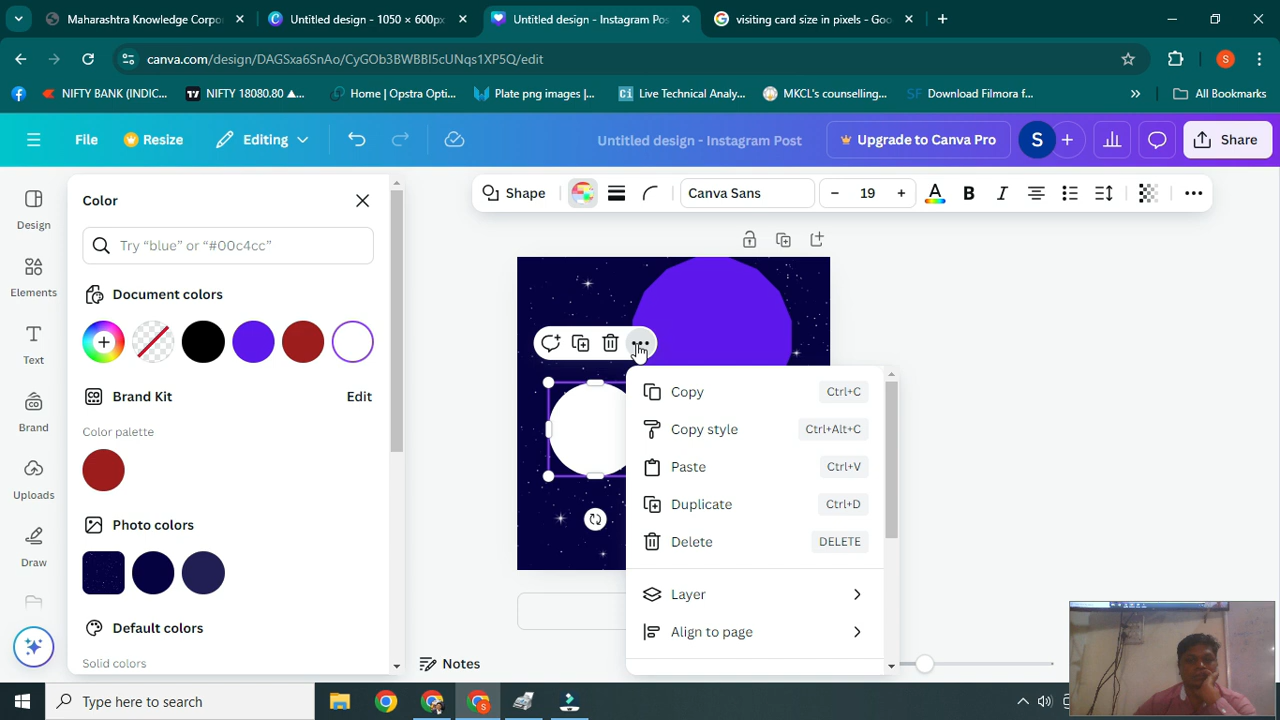 Maharashtra Knowledge Corpo
Untitled design - 1050 × 600px
Untitled design - Instagram Pos
visiting card size in pixels - Goo
canva.com/design/DAGSxa6SnAo/CyGOb3BWBBI5cUNqs1XP5Q/edit
S
NIFTY BANK (INDIC...
NIFTY 18080.80 ▲...
Home | Opstra Opti...
Plate png images |...
Ci Live Technical Analy...
MKCL's counselling...
SF Download Filmora f...
All Bookmarks
File
Resize
Editing
Untitled design - Instagram Post
Upgrade to Canva Pro
S
Share
Design
Elements
Text
Brand
Uploads
Draw
Color
Try “blue” or “#00c4cc”
Document colors
Brand Kit
Edit
Color palette
Photo colors
Default colors
Solid colors
Shape
Canva Sans
– 19 +
A
B
I
Copy Ctrl+C
Copy style Ctrl+Alt+C
Paste Ctrl+V
Duplicate Ctrl+D
Delete DELETE
Layer
Align to page
Notes
Type here to search